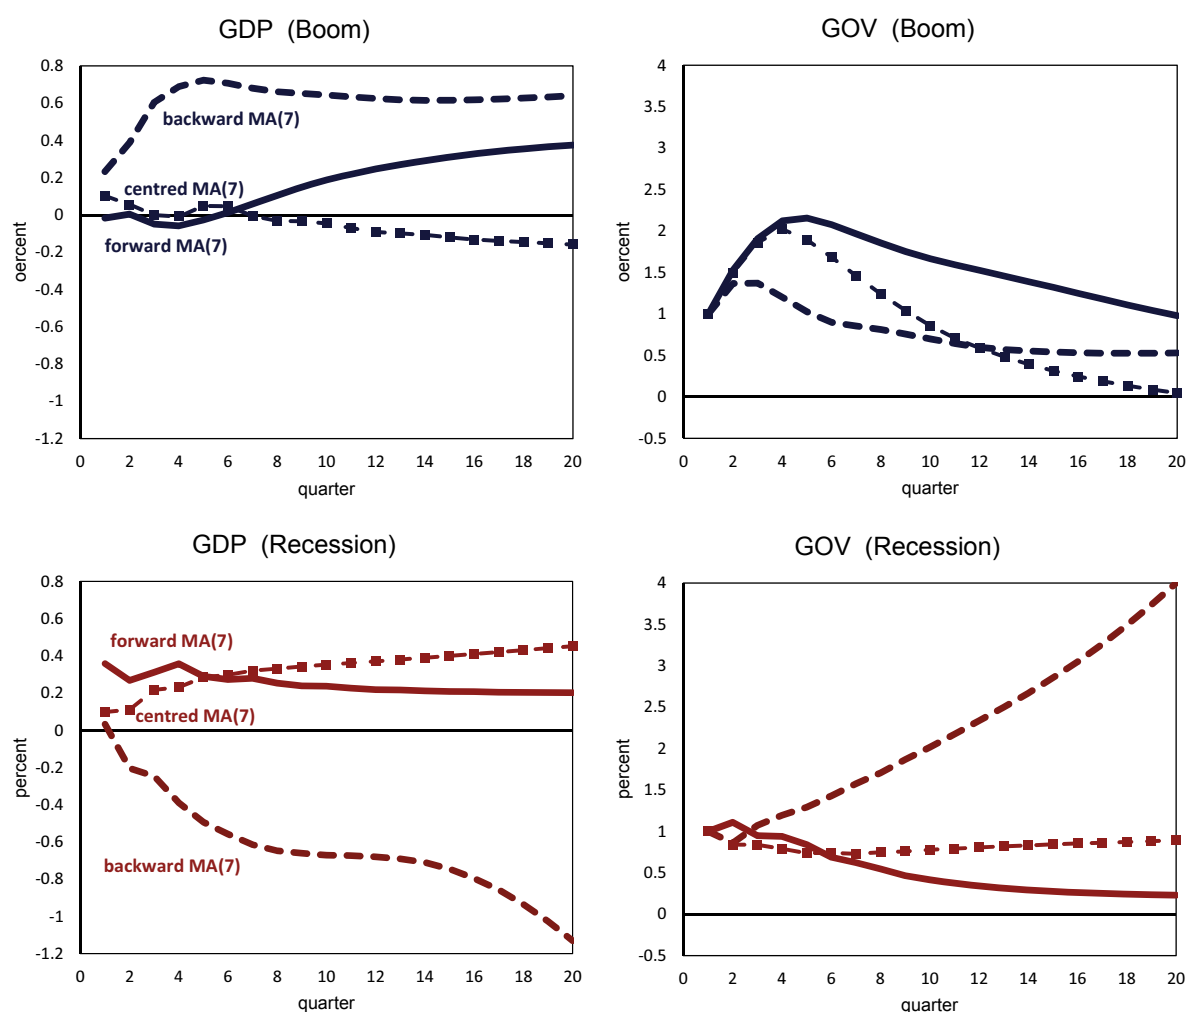 GDP (Boom)
0.8
0.6
0.4
0.2
0
-0.2
-0.4
-0.6
-0.8
-1
-1.2
oercent
backward MA(7)
centred MA(7)
forward MA(7)
0 2 4 6 8 10 12 14 16 18 20
quarter
GOV (Boom)
4
3.5
3
2.5
2
1.5
1
0.5
0
-0.5
oercent
0 2 4 6 8 10 12 14 16 18 20
quarter
GDP (Recession)
0.8
0.6
0.4
0.2
0
-0.2
-0.4
-0.6
-0.8
-1
-1.2
percent
forward MA(7)
centred MA(7)
backward MA(7)
0 2 4 6 8 10 12 14 16 18 20
quarter
GOV (Recession)
4
3.5
3
2.5
2
1.5
1
0.5
0
-0.5
percent
0 2 4 6 8 10 12 14 16 18 20
quarter